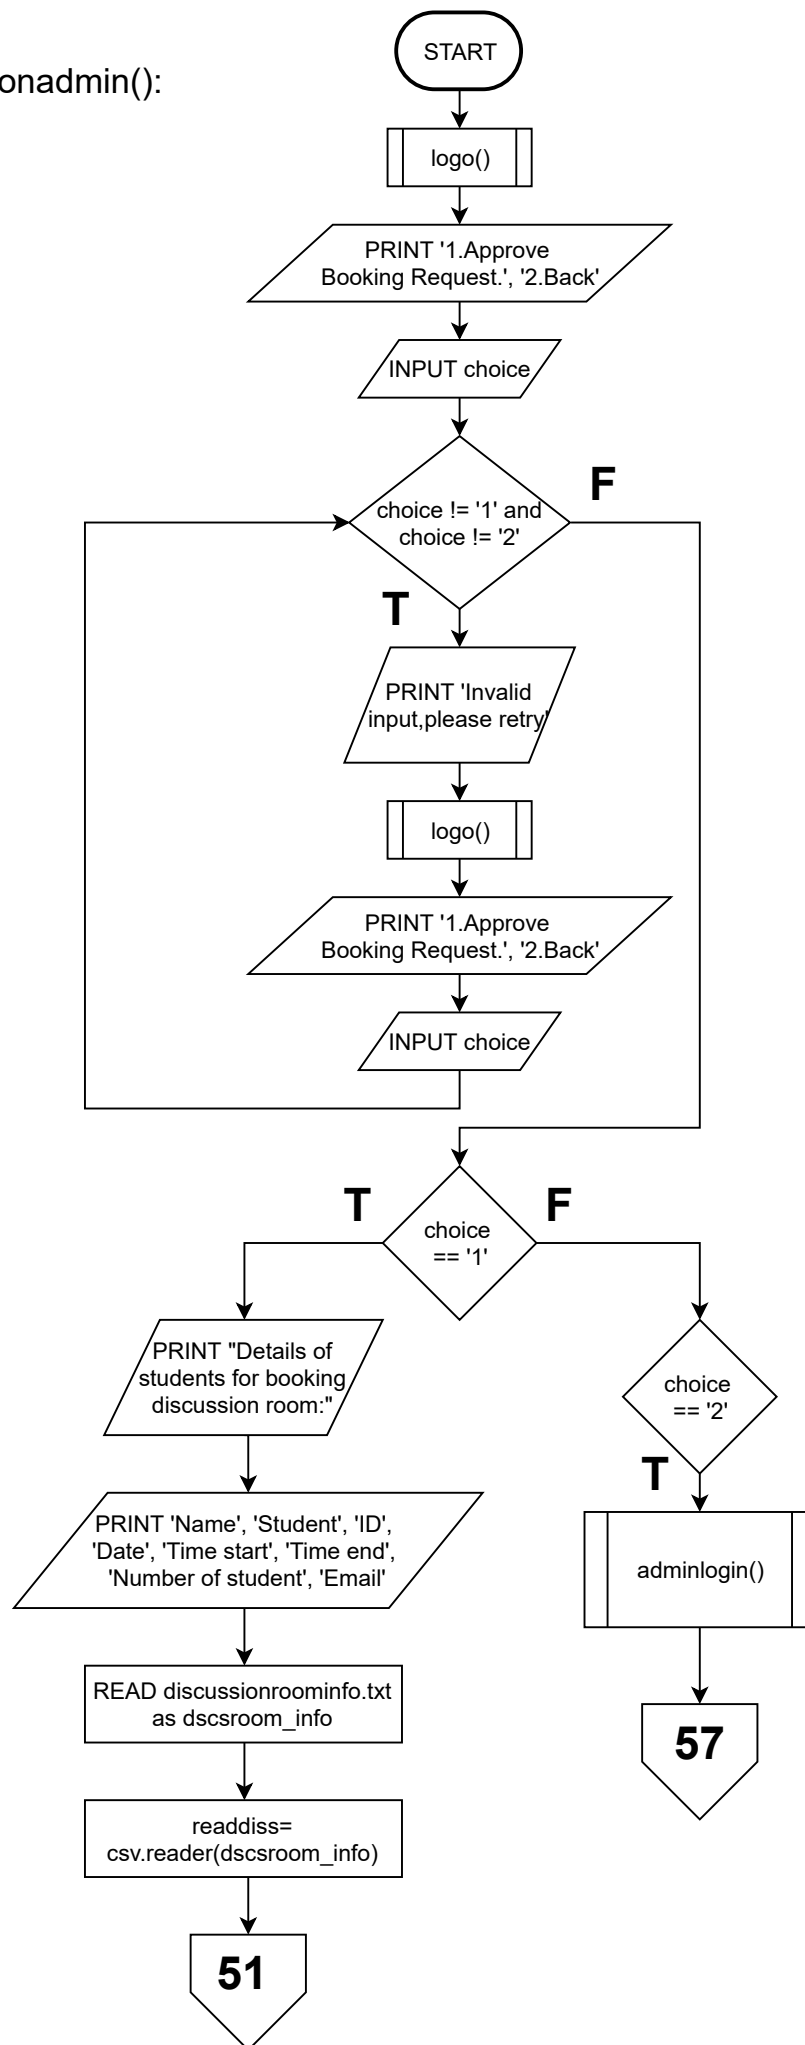 START
onadmin():
logo()
PRINT '1.Approve
Booking Request.', '2.Back'
INPUT choice
F
choice != '1' and
choice != '2'
T
PRINT 'Invalid
input,please retry'
logo()
PRINT '1.Approve
Booking Request.', '2.Back'
INPUT choice
T
F
choice
== '1'
PRINT "Details of
students for booking
discussion room:"
choice
== '2'
T
PRINT 'Name', 'Student', 'ID',
'Date', 'Time start', 'Time end',
'Number of student', 'Email'
adminlogin()
READ discussionroominfo.txt
as dscsroom_info
57
readdiss=
csv.reader(dscsroom_info)
51